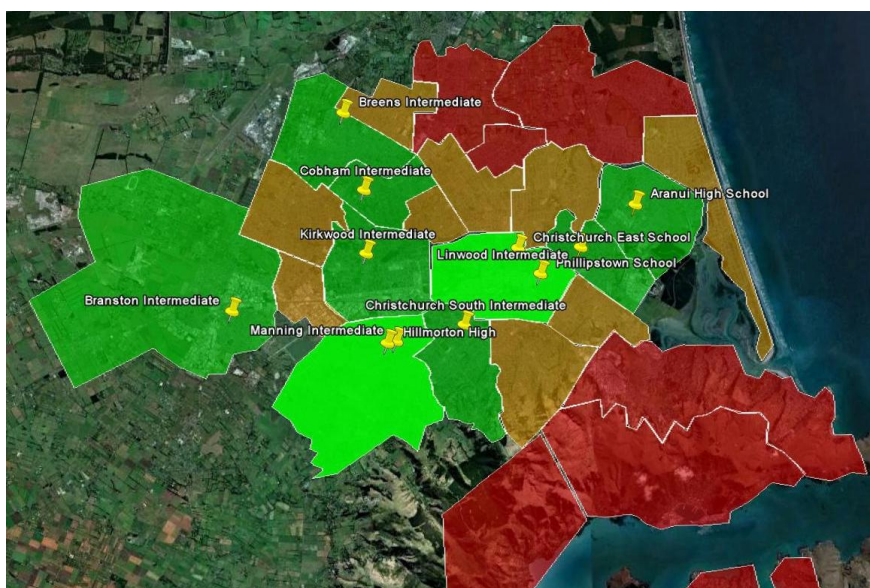 Breens Intermediate
Cobham Intermediate
Aranui High School
Kirkwood Intermediate
Christchurch East School
Linwood Intermediate
Phillipstown School
Branston Intermediate
Christchurch South Intermediate
Manning Intermediate
Hillmorton High